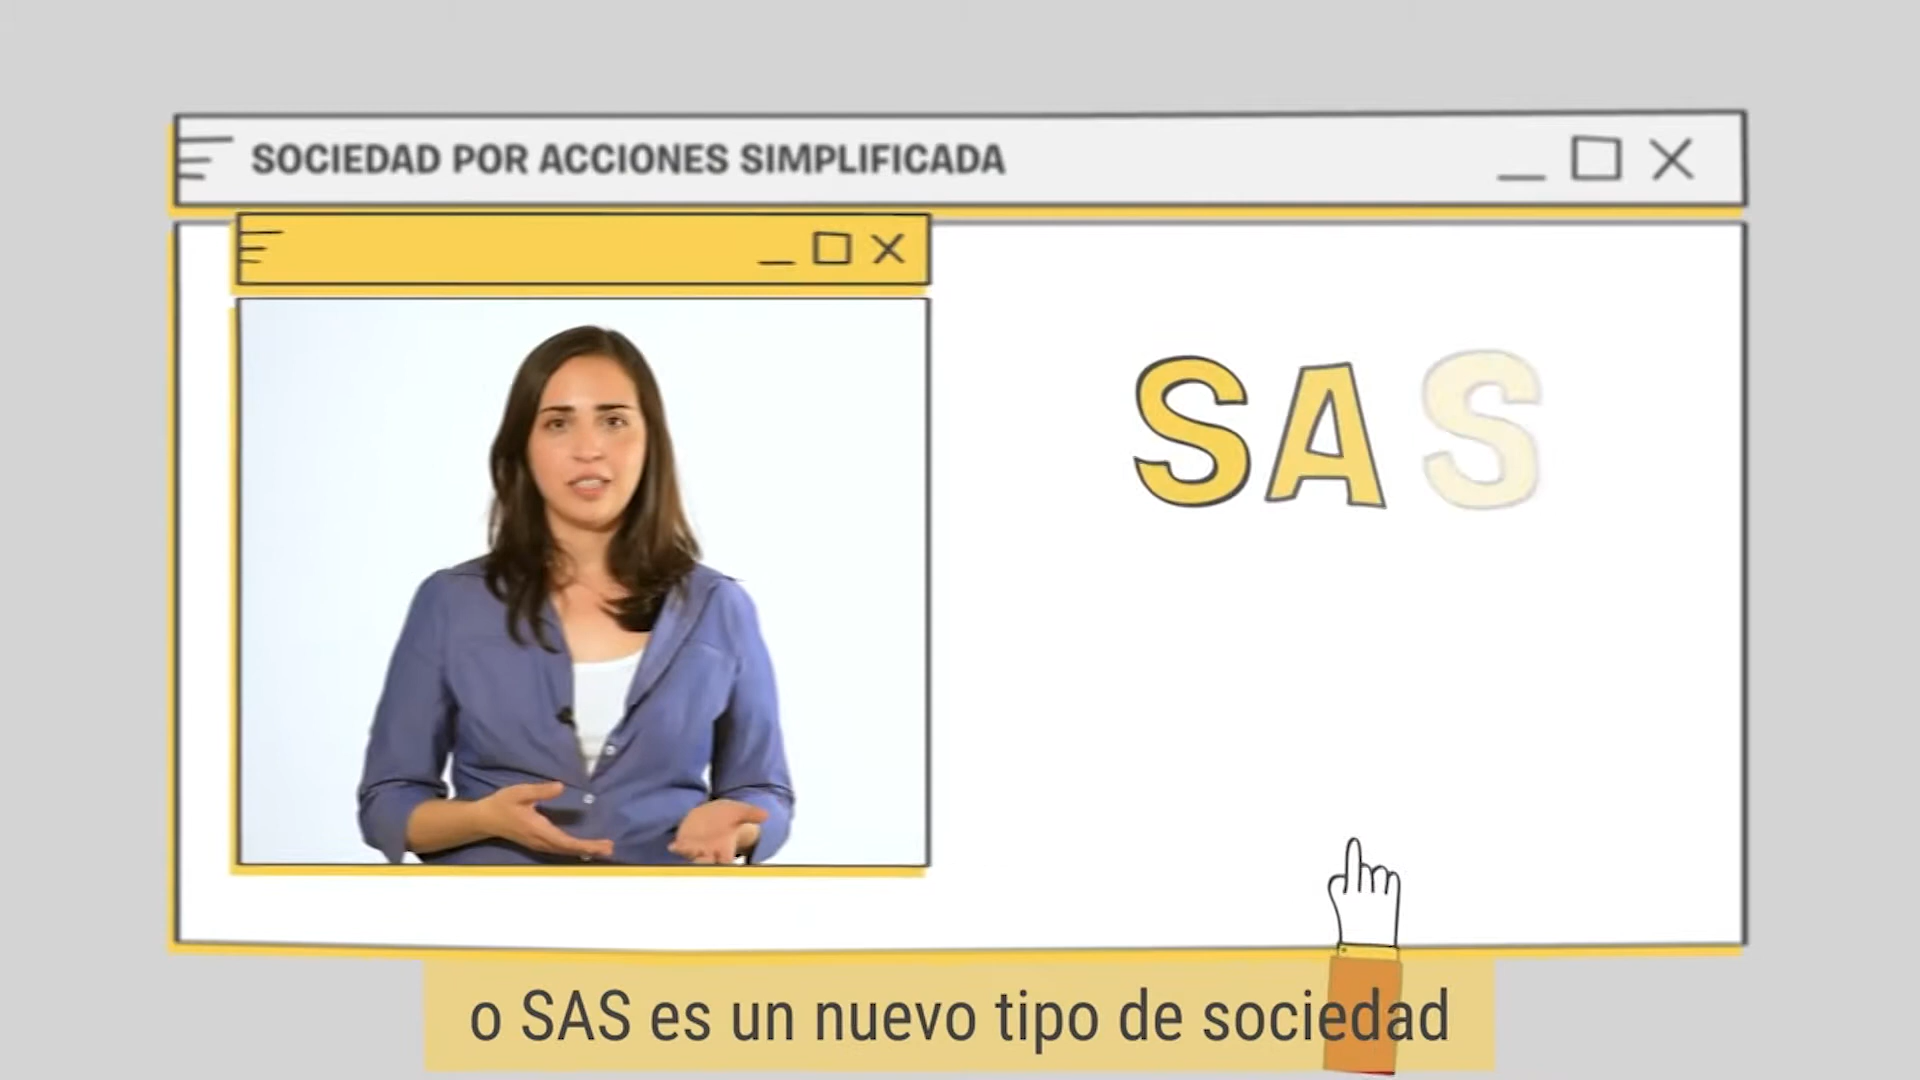 SOCIEDAD POR ACCIONES SIMPLIFICADA
SAS
o SAS es un nuevo tipo de sociedad